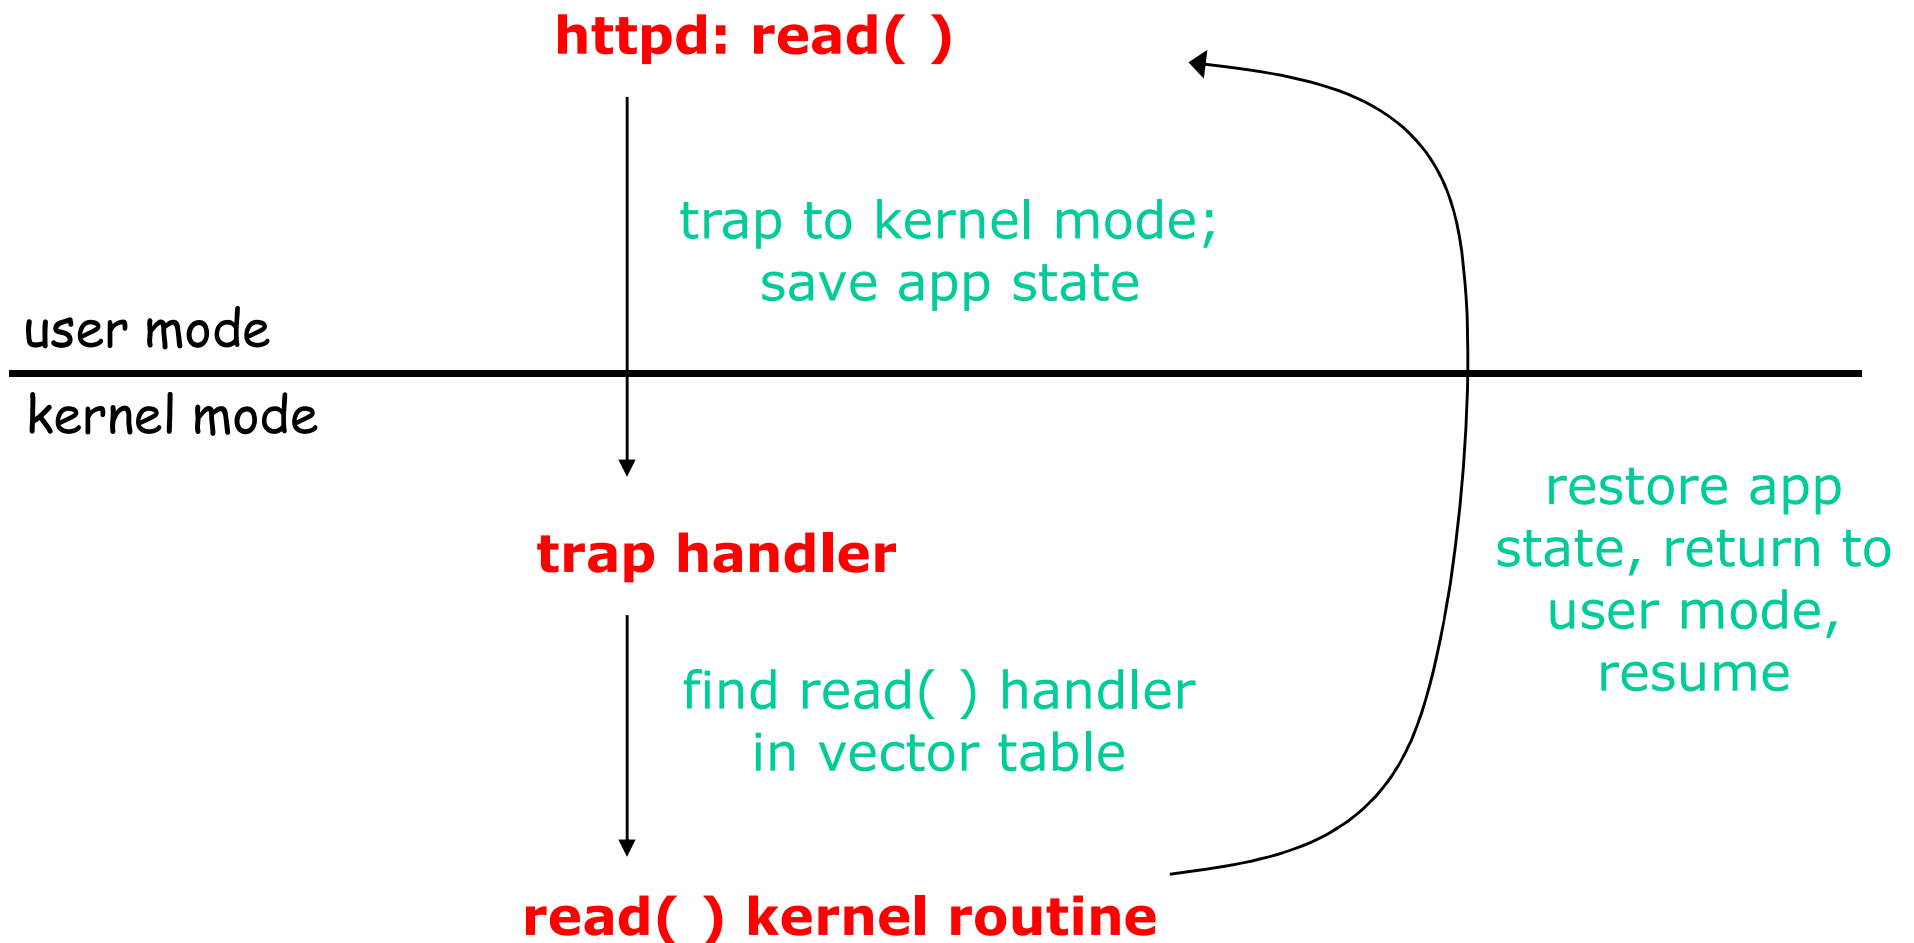 httpd: read( )
trap to kernel mode;
save app state
user mode
kernel mode
trap handler
restore app
state, return to
user mode,
resume
find read( ) handler
in vector table
read( ) kernel routine